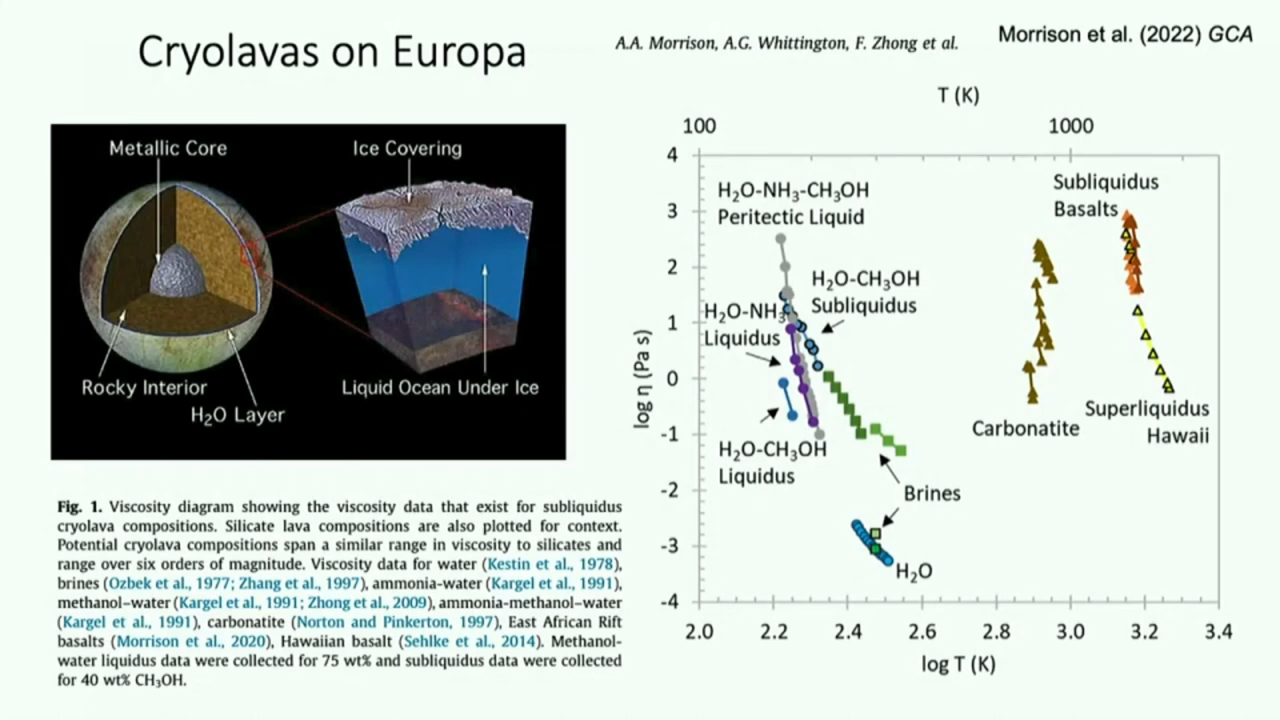 Cryolavas on Europa
A.A. Morrison, A.G. Whittington, F. Zhong et al.
Morrison et al. (2022) GCA
Metallic Core
Ice Covering
Rocky Interior
H₂O Layer
Liquid Ocean Under Ice
Fig. 1. Viscosity diagram showing the viscosity data that exist for subliquidus
cryolava compositions. Silicate lava compositions are also plotted for context.
Potential cryolava compositions span a similar range in viscosity to silicates and
range over six orders of magnitude. Viscosity data for water (Kestin et al., 1978),
brines (Ozbek et al., 1977; Zhang et al., 1997), ammonia-water (Kargel et al., 1991),
methanol–water (Kargel et al., 1991; Zhong et al., 2009), ammonia-methanol–water
(Kargel et al., 1991), carbonatite (Norton and Pinkerton, 1997), East African Rift
basalts (Morrison et al., 2020), Hawaiian basalt (Sehlke et al., 2014). Methanol-
water liquidus data were collected for 75 wt% and subliquidus data were collected
for 40 wt% CH₃OH.
T (K)
100
1000
4
3
2
1
0
-1
-2
-3
-4
log η (Pa s)
H₂O-NH₃-CH₃OH
Peritectic Liquid
H₂O-CH₃OH
Subliquidus
H₂O-NH₃
Liquidus
H₂O-CH₃OH
Liquidus
Brines
H₂O
Subliquidus
Basalts
Carbonatite
Superliquidus
Hawaii
2.0
2.2
2.4
2.6
2.8
3.0
3.2
3.4
log T (K)